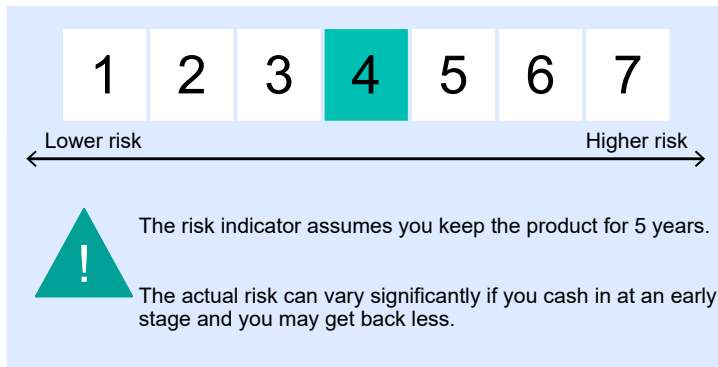 1 2 3 4 5 6 7
Lower risk Higher risk
!
The risk indicator assumes you keep the product for 5 years.
The actual risk can vary significantly if you cash in at an early
stage and you may get back less.